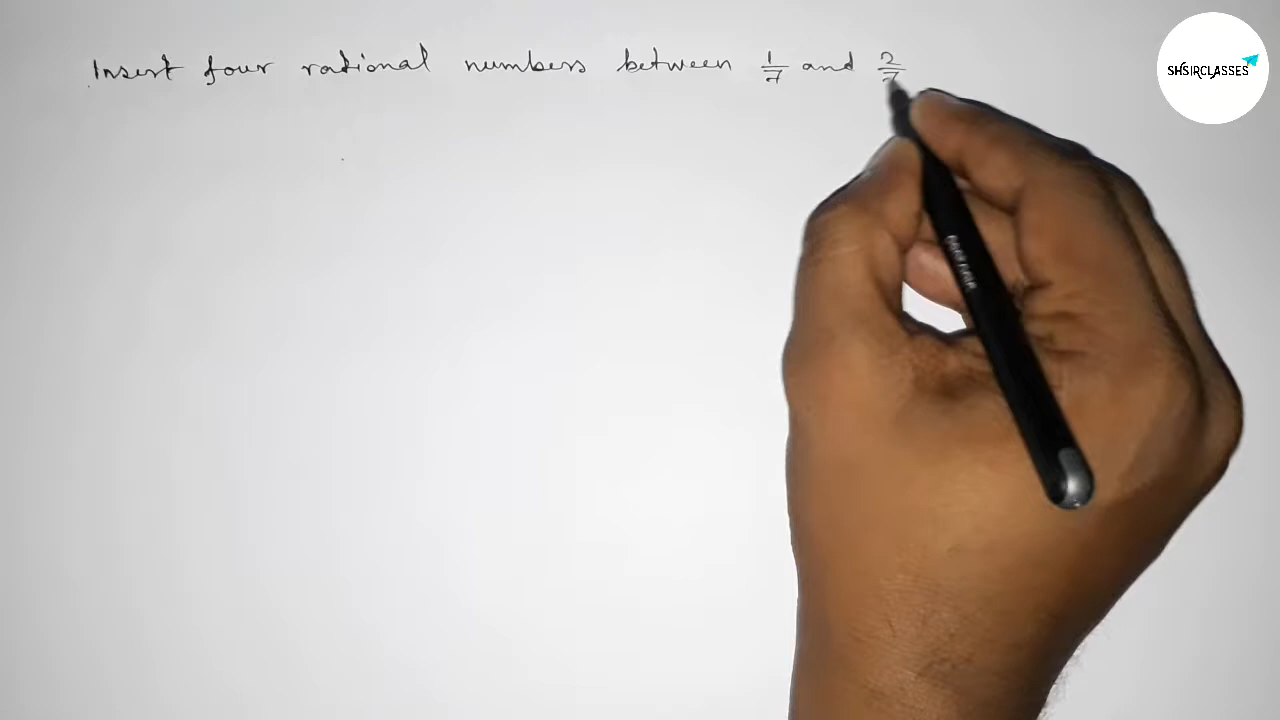 Insert four rational numbers between 1/7 and 2/7
SHSIRCLASSES